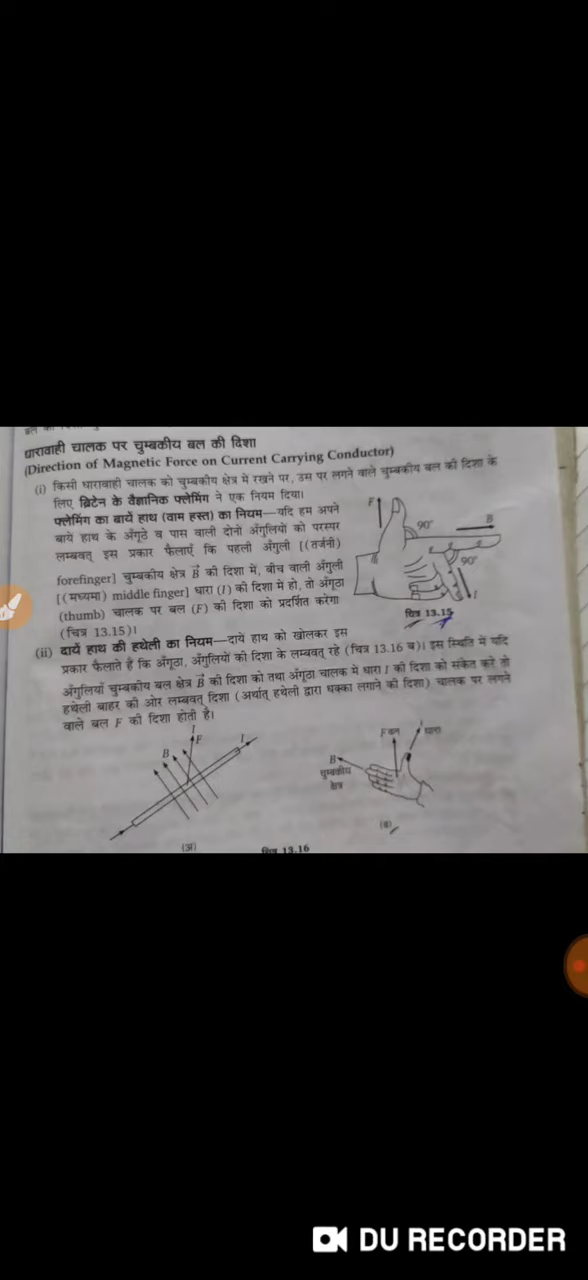 धारावाही चालक पर चुम्बकीय बल की दिशा
(Direction of Magnetic Force on Current Carrying Conductor)
(i) किसी धारावाही चालक को चुम्बकीय क्षेत्र में रखने पर, उस पर लगने वाले चुम्बकीय बल की दिशा के
लिए ब्रिटेन के वैज्ञानिक फ्लेमिंग ने एक नियम दिया।
फ्लेमिंग का बायें हाथ (वाम हस्त) का नियम—यदि हम अपने
बाये हाथ के अँगूठे व पास वाली दोनों अँगुलियों को परस्पर
लम्बवत् इस प्रकार फैलाएँ कि पहली अँगुली [(तर्जनी)
forefinger] चुम्बकीय क्षेत्र B की दिशा में, बीच वाली अँगुली
[(मध्यमा) middle finger] धारा (I) की दिशा में हो, तो अँगूठा
(thumb) चालक पर बल (F) की दिशा को प्रदर्शित करेगा
(चित्र 13.15)।
F
90°
B
90°
I
चित्र 13.15
(ii) दायें हाथ की हथेली का नियम—दायें हाथ को खोलकर इस
प्रकार फैलाते हैं कि अँगूठा, अँगुलियों की दिशा के लम्बवत् रहे (चित्र 13.16 ब)। इस स्थिति में यदि
अँगुलियाँ चुम्बकीय बल क्षेत्र B की दिशा को तथा अँगूठा चालक में धारा I की दिशा को संकेत करे तो
हथेली बाहर की ओर लम्बवत् दिशा (अर्थात् हथेली द्वारा धक्का लगाने की दिशा) चालक पर लगने
वाले बल F की दिशा होती है।
I
B
F
I
F बल
i
धारा
B
चुम्बकीय
क्षेत्र
(अ)
(ब)
चित्र 13.16
DU RECORDER